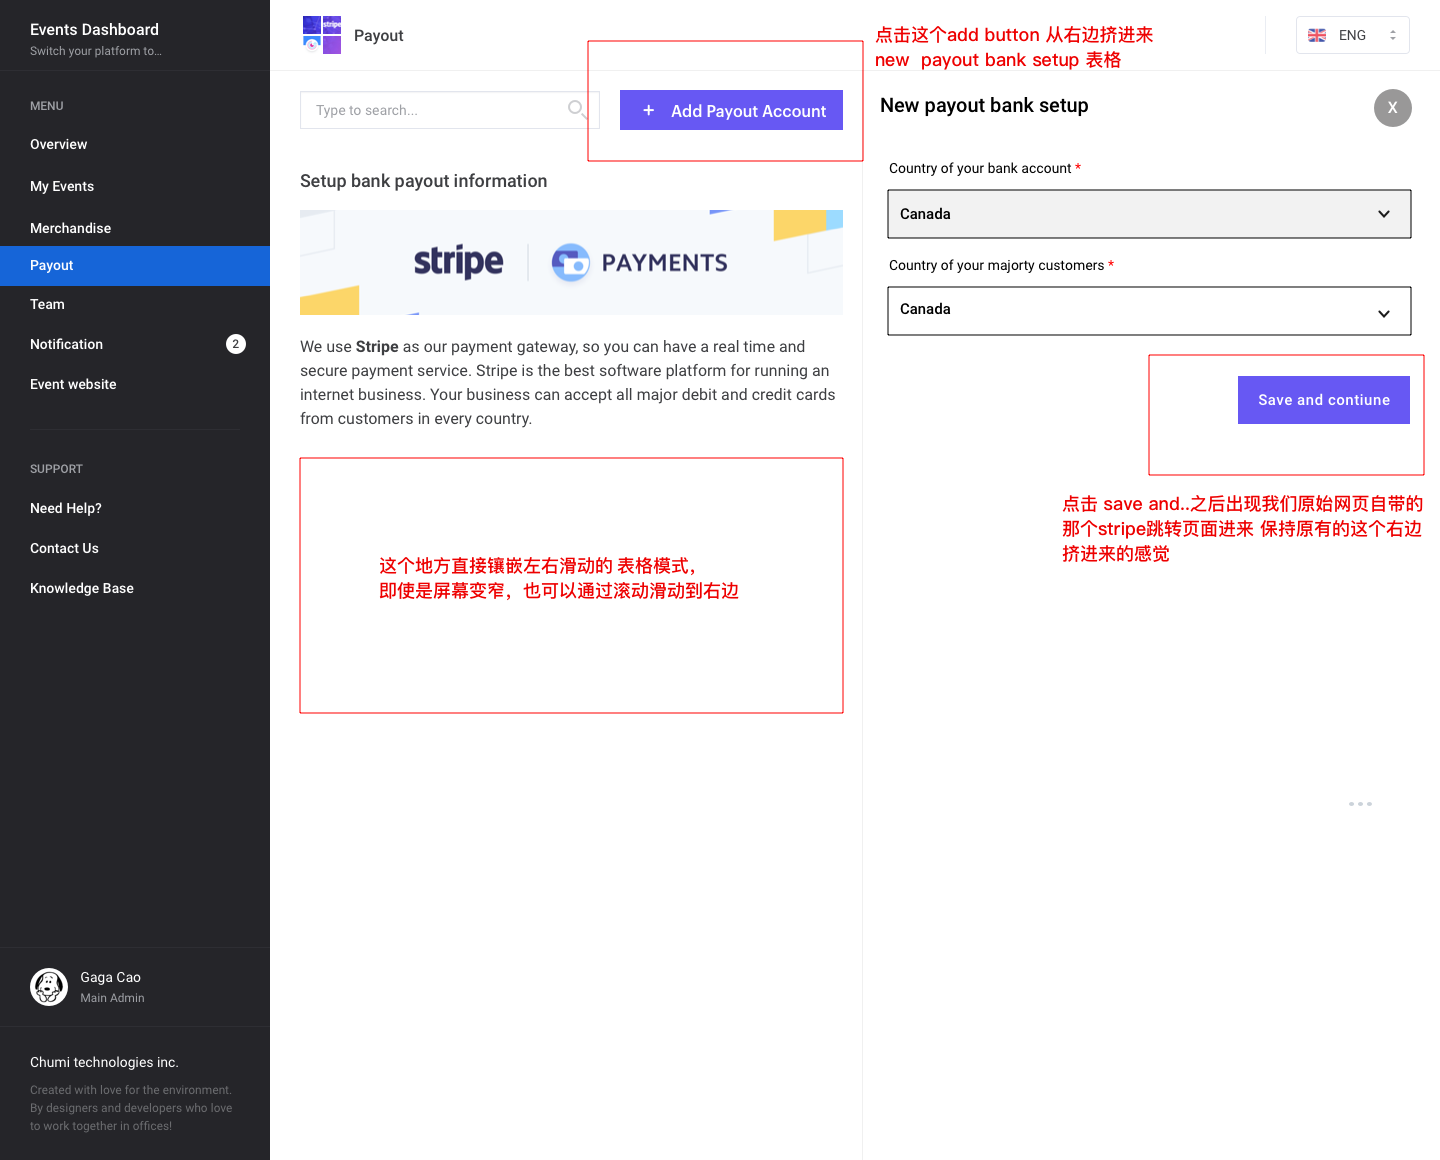 Events Dashboard
Switch your platform to...
MENU
Overview
My Events
Merchandise
Payout
Team
Notification
2
Event website
SUPPORT
Need Help?
Contact Us
Knowledge Base
Gaga Cao
Main Admin
Chumi technologies inc.
Created with love for the environment.
By designers and developers who love
to work together in offices!
stripe
Payout
点击这个add button 从右边挤进来
new payout bank setup 表格
ENG
Type to search...
+ Add Payout Account
Setup bank payout information
stripe PAYMENTS
We use Stripe as our payment gateway, so you can have a real time and
secure payment service. Stripe is the best software platform for running an
internet business. Your business can accept all major debit and credit cards
from customers in every country.
这个地方直接镶嵌左右滑动的 表格模式，
即使是屏幕变窄，也可以通过滚动滑动到右边
New payout bank setup
X
Country of your bank account *
Canada
Country of your majorty customers *
Canada
Save and contiune
点击 save and..之后出现我们原始网页自带的
那个stripe跳转页面进来 保持原有的这个右边
挤进来的感觉